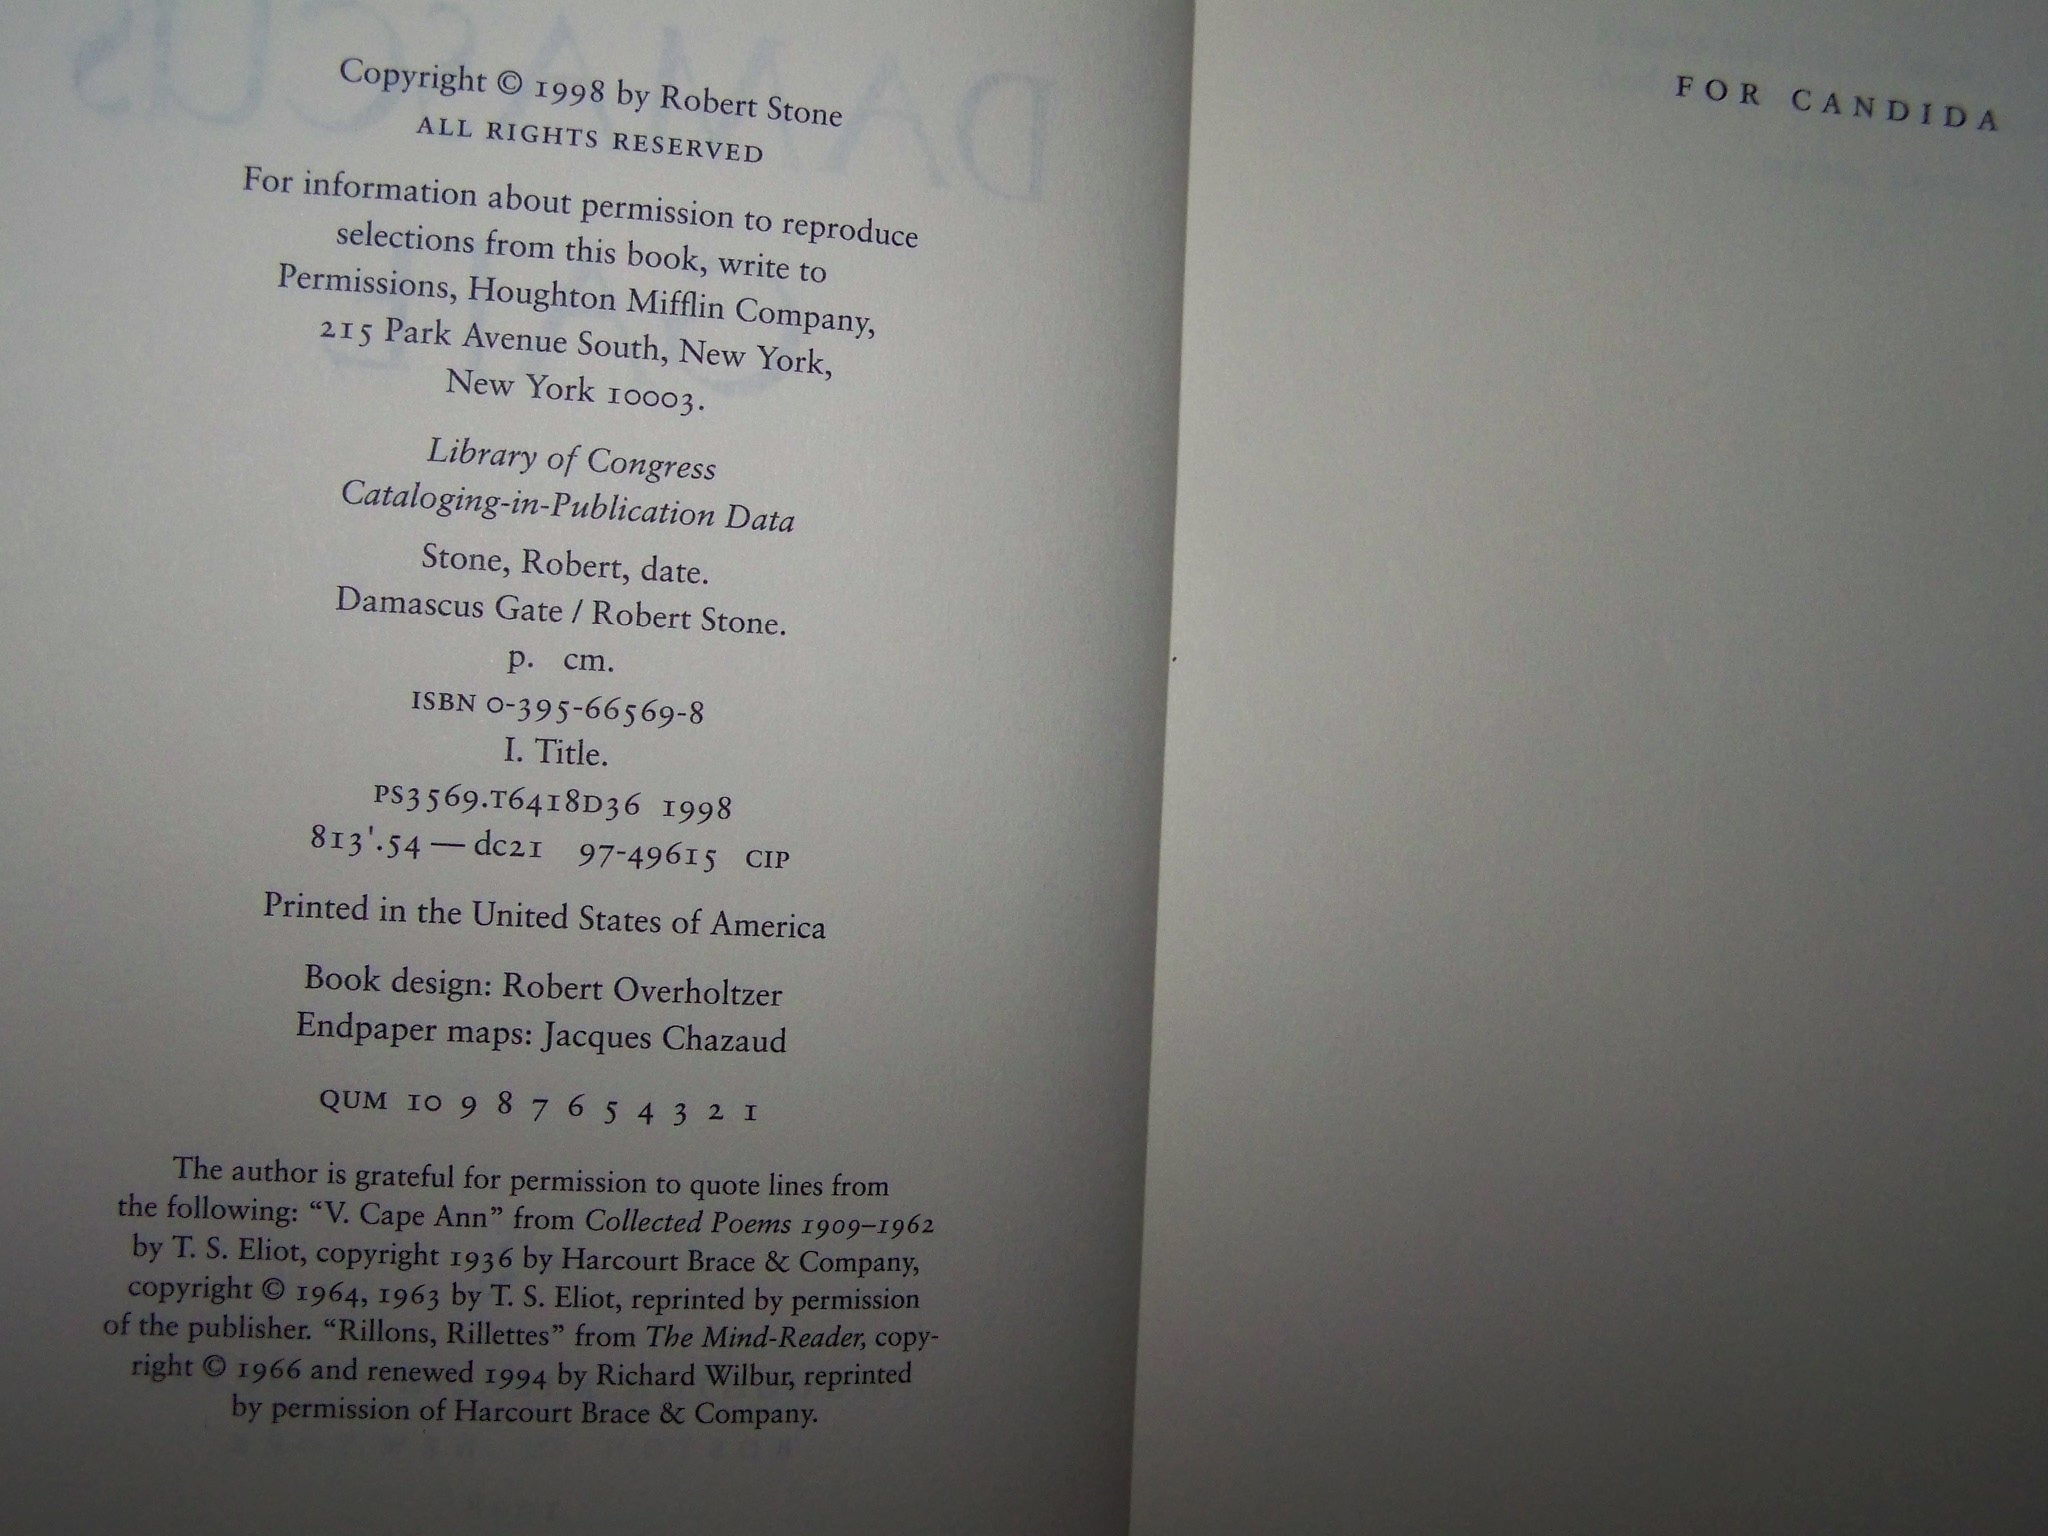 Copyright © 1998 by Robert Stone
ALL RIGHTS RESERVED
For information about permission to reproduce
selections from this book, write to
Permissions, Houghton Mifflin Company,
215 Park Avenue South, New York,
New York 10003.
Library of Congress
Cataloging-in-Publication Data
Stone, Robert, date.
Damascus Gate / Robert Stone.
p. cm.
ISBN 0-395-66569-8
I. Title.
PS3569.T6418D36 1998
813'.54 — dc21 97-49615 CIP
Printed in the United States of America
Book design: Robert Overholtzer
Endpaper maps: Jacques Chazaud
QUM 10 9 8 7 6 5 4 3 2 1
The author is grateful for permission to quote lines from
the following: “V. Cape Ann” from Collected Poems 1909–1962
by T. S. Eliot, copyright 1936 by Harcourt Brace & Company,
copyright © 1964, 1963 by T. S. Eliot, reprinted by permission
of the publisher. “Rillons, Rillettes” from The Mind-Reader, copy-
right © 1966 and renewed 1994 by Richard Wilbur, reprinted
by permission of Harcourt Brace & Company.
FOR CANDIDA